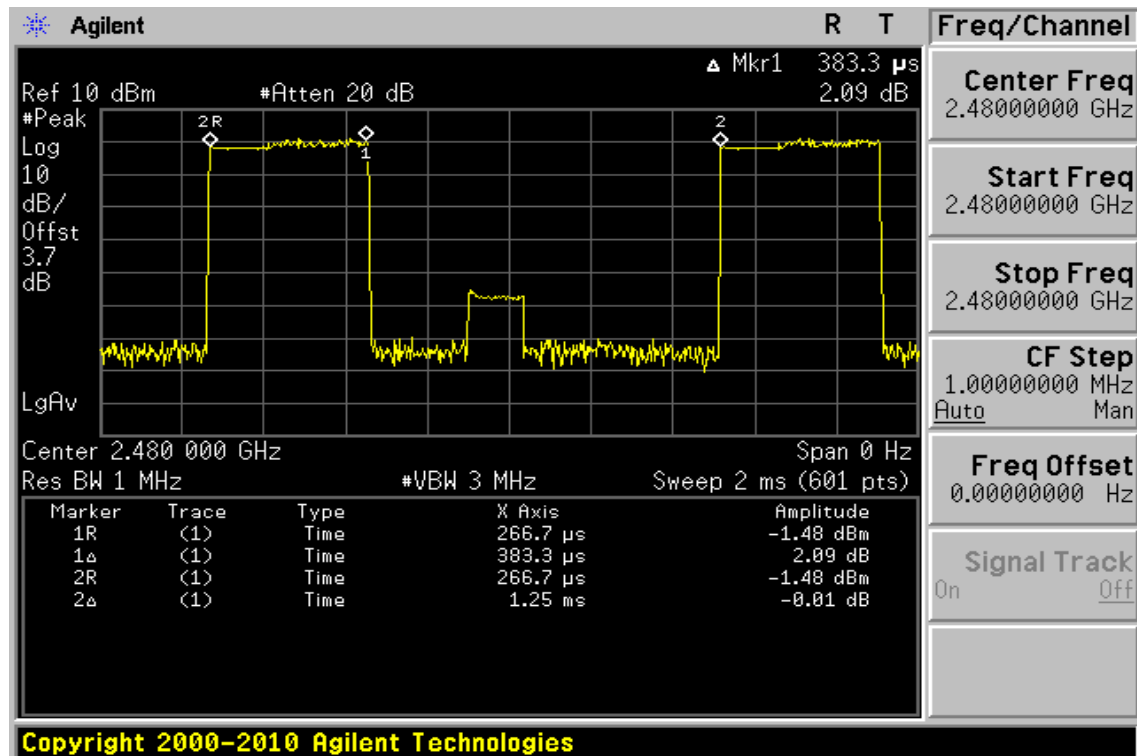 Agilent R T
Δ Mkr1 383.3 µs
Ref 10 dBm #Atten 20 dB 2.09 dB
#Peak
Log
10
dB/
Offst
3.7
dB
LgAv
2R
1
2
Center 2.480 000 GHz Span 0 Hz
Res BW 1 MHz #VBW 3 MHz Sweep 2 ms (601 pts)
Marker Trace Type X Axis Amplitude
1R (1) Time 266.7 µs -1.48 dBm
1Δ (1) Time 383.3 µs 2.09 dB
2R (1) Time 266.7 µs -1.48 dBm
2Δ (1) Time 1.25 ms -0.01 dB
Freq/Channel
Center Freq
2.48000000 GHz
Start Freq
2.48000000 GHz
Stop Freq
2.48000000 GHz
CF Step
1.00000000 MHz
Auto Man
Freq Offset
0.00000000 Hz
Signal Track
On Off
Copyright 2000-2010 Agilent Technologies